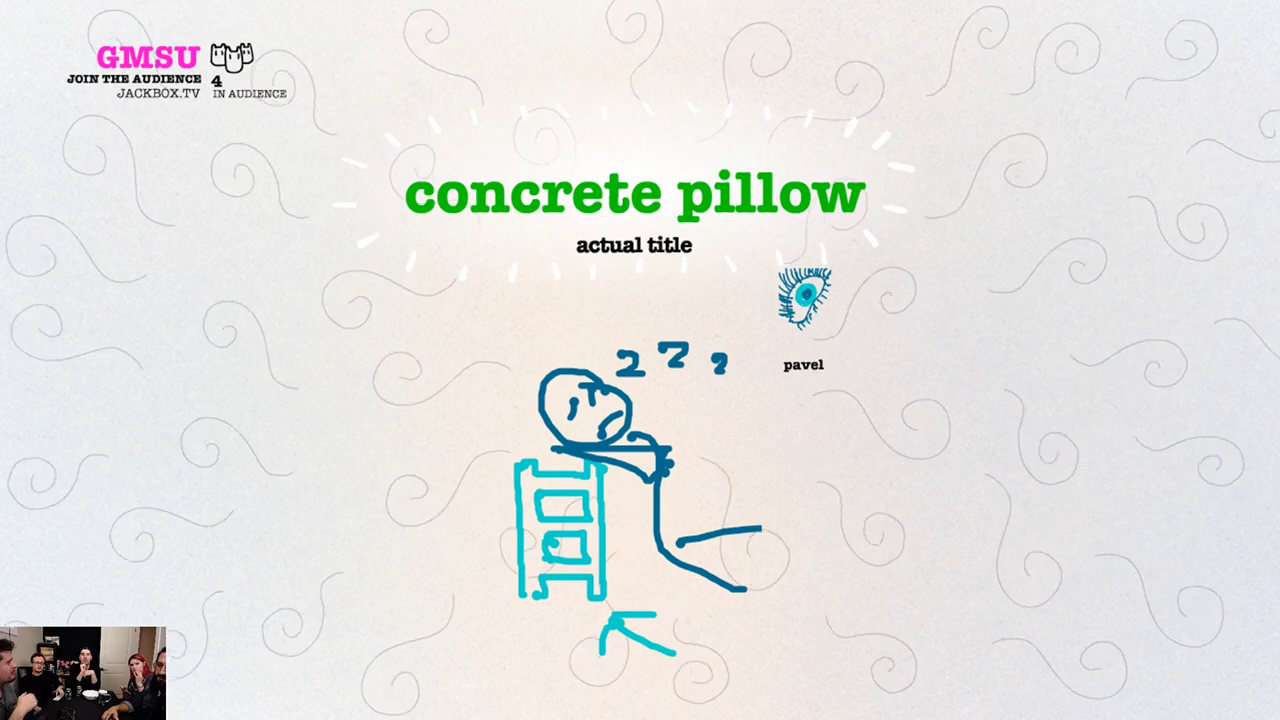 GMSU
JOIN THE AUDIENCE
JACKBOX.TV
4
IN AUDIENCE
concrete pillow
actual title
pavel